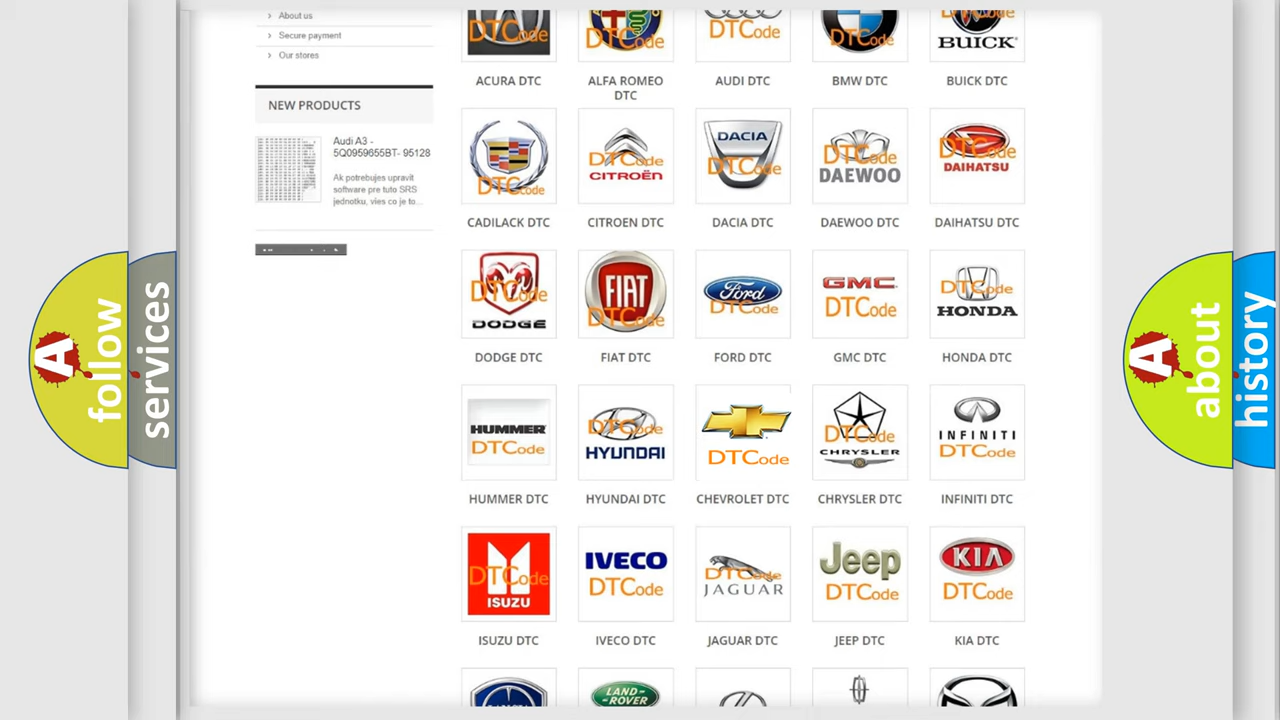 About us
Secure payment
Our stores
NEW PRODUCTS
Audi A3 -
5Q0959655BT- 95128
Ak potrebujes upravit
software pre tuto SRS
jednotku, vies co je to...
DTCode
DTCode
DTCode
DTCode
BUICK
ACURA DTC
ALFA ROMEO
DTC
AUDI DTC
BMW DTC
BUICK DTC
DTCode
DTCode
CITROËN
DACIA
DTCode
DTCode
DAEWOO
DTCode
DAIHATSU
CADILACK DTC
CITROEN DTC
DACIA DTC
DAEWOO DTC
DAIHATSU DTC
DTCode
DODGE
FIAT
DTCode
Ford
DTCode
GMC
DTCode
DTCode
HONDA
DODGE DTC
FIAT DTC
FORD DTC
GMC DTC
HONDA DTC
HUMMER
DTCode
DTCode
HYUNDAI
DTCode
DTCode
CHRYSLER
INFINITI
DTCode
HUMMER DTC
HYUNDAI DTC
CHEVROLET DTC
CHRYSLER DTC
INFINITI DTC
DTCode
ISUZU
IVECO
DTCode
DTCode
JAGUAR
Jeep
DTCode
KIA
DTCode
ISUZU DTC
IVECO DTC
JAGUAR DTC
JEEP DTC
KIA DTC
LAND-
ROVER
A
follow
services
A
about
history